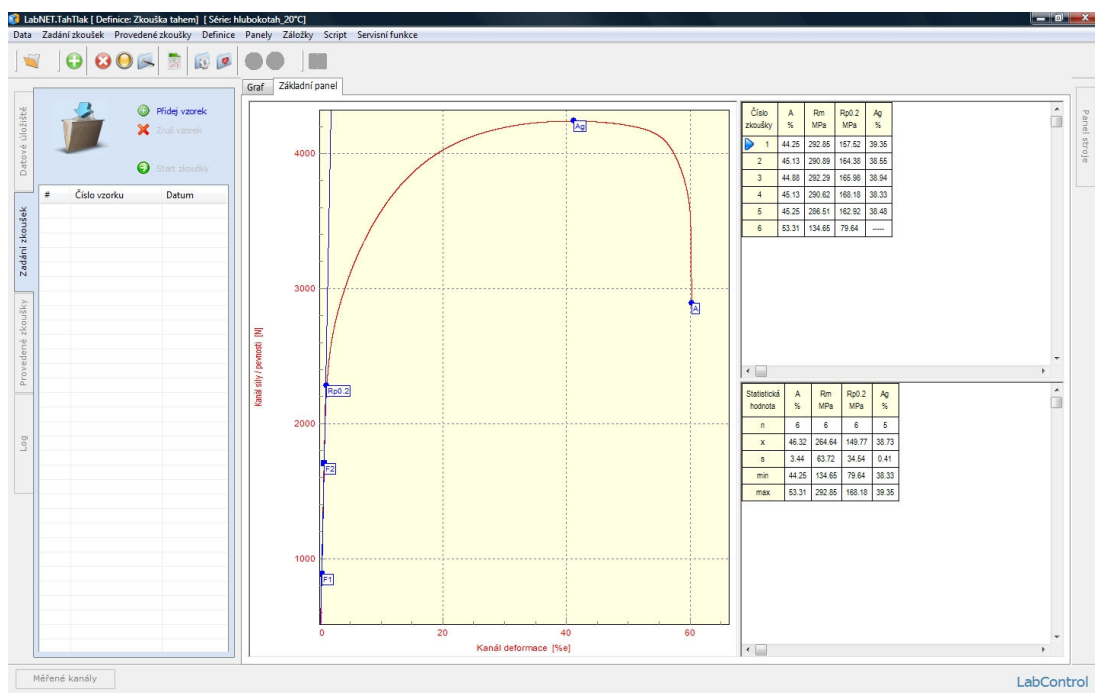 LabNET.TahTlak [ Definice: Zkouška tahem] [ Série: hlubokotah_20°C]
Data Zadání zkoušek Provedené zkoušky Definice Panely Záložky Script Servisní funkce
Graf Základní panel
Datové úložiště
Zadání zkoušek
Provedené zkoušky
Log
Přidej vzorek
Zruš vzorek
Start zkoušky
# Číslo vzorku Datum
Kanál síly / pevnosti [N]
4000
3000
2000
1000
Ag
A
Rp0.2
F2
F1
0 20 40 60
Kanál deformace [%e]
Číslo zkoušky A % Rm MPa Rp0.2 MPa Ag %
1 44.25 292.85 157.52 39.35
2 45.13 290.89 164.38 38.55
3 44.88 292.29 165.98 38.94
4 45.13 290.62 168.18 38.33
5 45.25 286.51 162.92 38.48
6 53.31 134.65 79.64 -----
Statistická hodnota A % Rm MPa Rp0.2 MPa Ag %
n 6 6 6 5
x 46.32 264.64 149.77 38.73
s 3.44 63.72 34.54 0.41
min 44.25 134.65 79.64 38.33
max 53.31 292.85 168.18 39.35
Panel stroje
Měřené kanály
LabControl